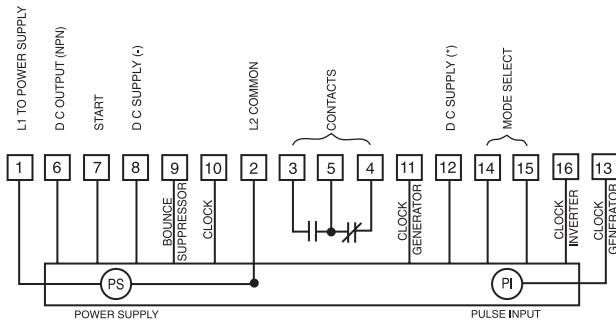 L1 TO POWER SUPPLY
D C OUTPUT (NPN)
START
D C SUPPLY (-)
L2 COMMON
CONTACTS
D C SUPPLY (*)
MODE SELECT
1 6 7 8 9 10 2 3 5 4 11 12 14 15 16 13
BOUNCE
SUPPRESSOR
CLOCK
CLOCK
GENERATOR
CLOCK
INVERTER
CLOCK
GENERATOR
PS
PI
POWER SUPPLY
PULSE INPUT